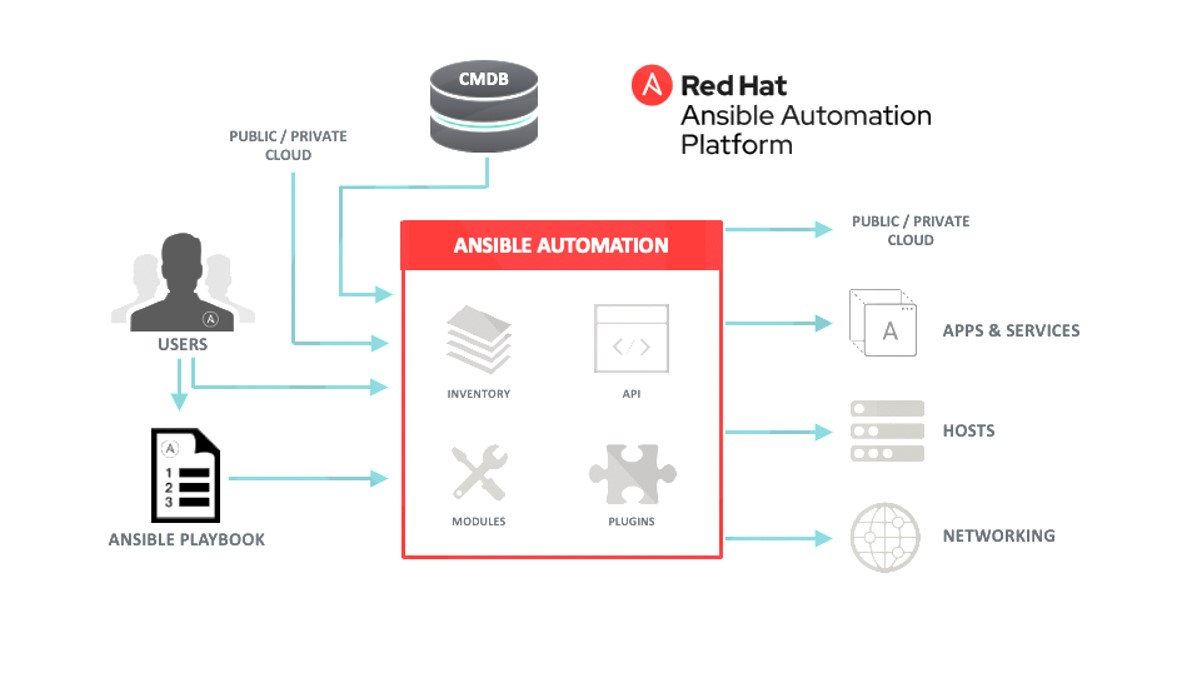 CMDB
Red Hat
Ansible Automation
Platform
PUBLIC / PRIVATE
CLOUD
PUBLIC / PRIVATE
CLOUD
ANSIBLE AUTOMATION
A
USERS
A
APPS & SERVICES
INVENTORY
</>
API
HOSTS
A
1
2
3
ANSIBLE PLAYBOOK
MODULES
PLUGINS
NETWORKING